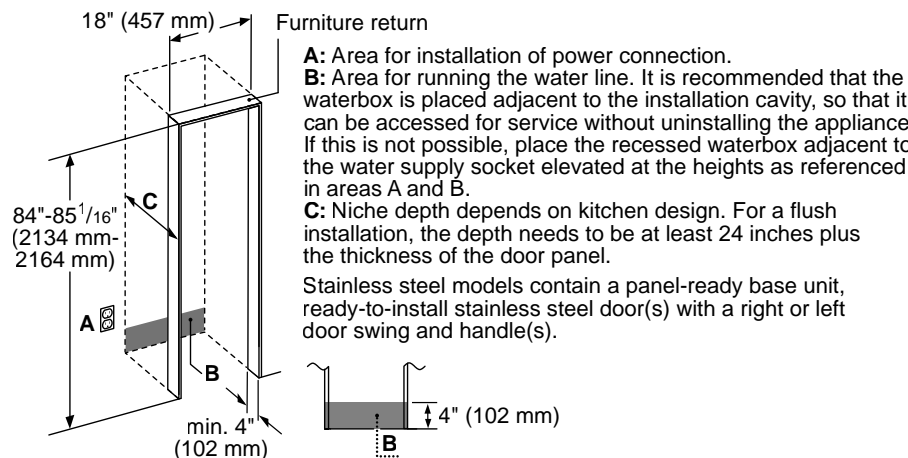 18" (457 mm)
Furniture return
A: Area for installation of power connection.
B: Area for running the water line. It is recommended that the
waterbox is placed adjacent to the installation cavity, so that it
can be accessed for service without uninstalling the appliance
If this is not possible, place the recessed waterbox adjacent to
the water supply socket elevated at the heights as referenced
in areas A and B.
C: Niche depth depends on kitchen design. For a flush
installation, the depth needs to be at least 24 inches plus
the thickness of the door panel.
Stainless steel models contain a panel-ready base unit,
ready-to-install stainless steel door(s) with a right or left
door swing and handle(s).
C
84"-85 1/16"
(2134 mm-
2164 mm)
A
B
min. 4"
(102 mm)
4" (102 mm)
B